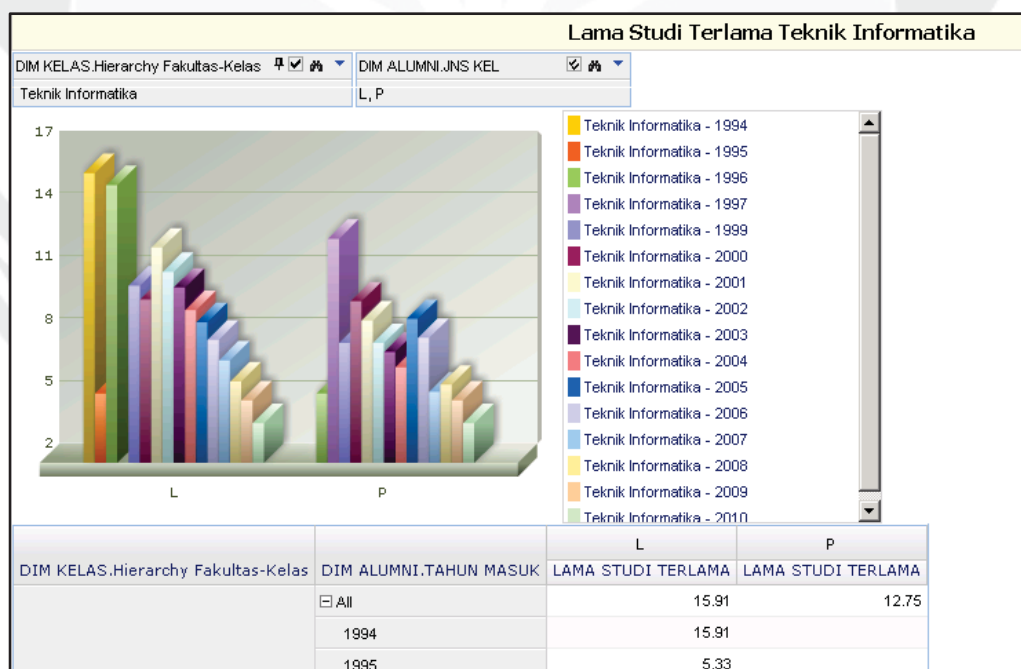 Lama Studi Terlama Teknik Informatika
DIM KELAS.Hierarchy Fakultas-Kelas
DIM ALUMNI.JNS KEL
Teknik Informatika
L, P
17
14
11
8
5
2
L
P
Teknik Informatika - 1994
Teknik Informatika - 1995
Teknik Informatika - 1996
Teknik Informatika - 1997
Teknik Informatika - 1999
Teknik Informatika - 2000
Teknik Informatika - 2001
Teknik Informatika - 2002
Teknik Informatika - 2003
Teknik Informatika - 2004
Teknik Informatika - 2005
Teknik Informatika - 2006
Teknik Informatika - 2007
Teknik Informatika - 2008
Teknik Informatika - 2009
Teknik Informatika - 2010
L P
DIM KELAS.Hierarchy Fakultas-Kelas DIM ALUMNI.TAHUN MASUK LAMA STUDI TERLAMA LAMA STUDI TERLAMA
All 15.91 12.75
1994 15.91
1995 5.33